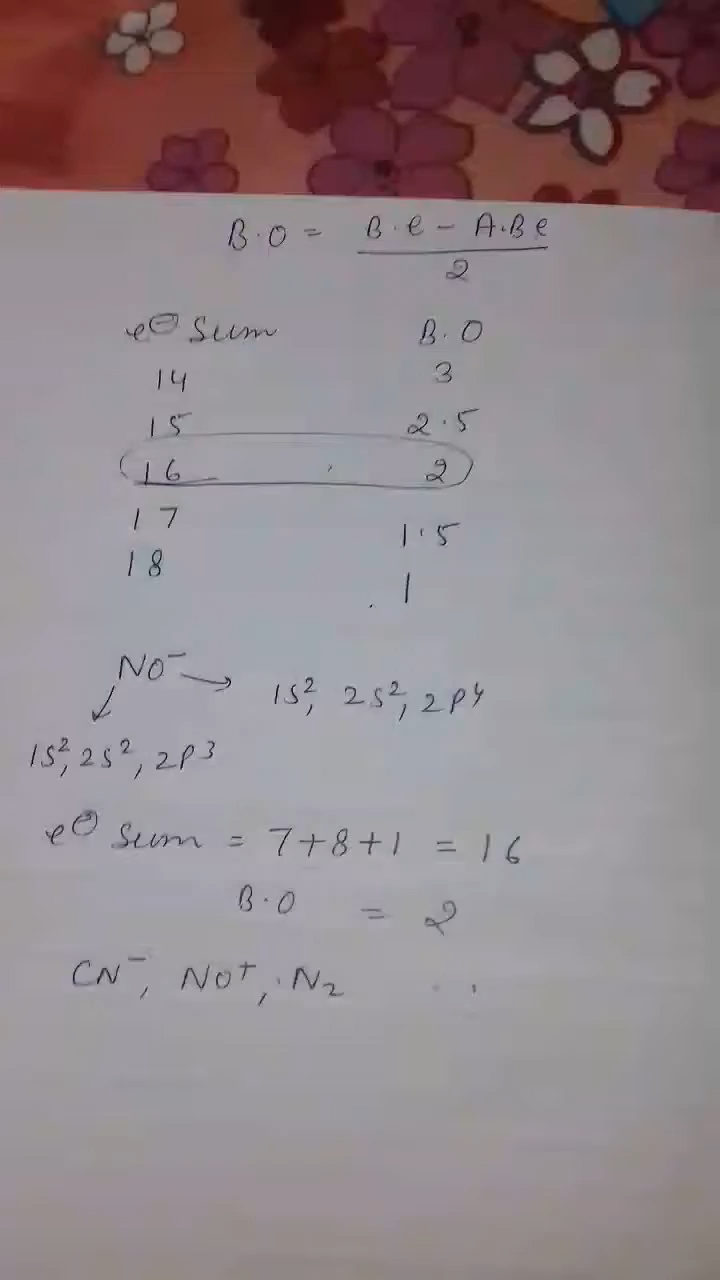 B.O = B.e - A.Be / 2
e⊖ Sum B.O
14 3
15 2.5
16 2
17 1.5
18 1
NO⁻ → 1s², 2s², 2p⁴
1s², 2s², 2p³
e⊖ Sum = 7+8+1 = 16
B.O = 2
CN⁻, NO⁺, N₂